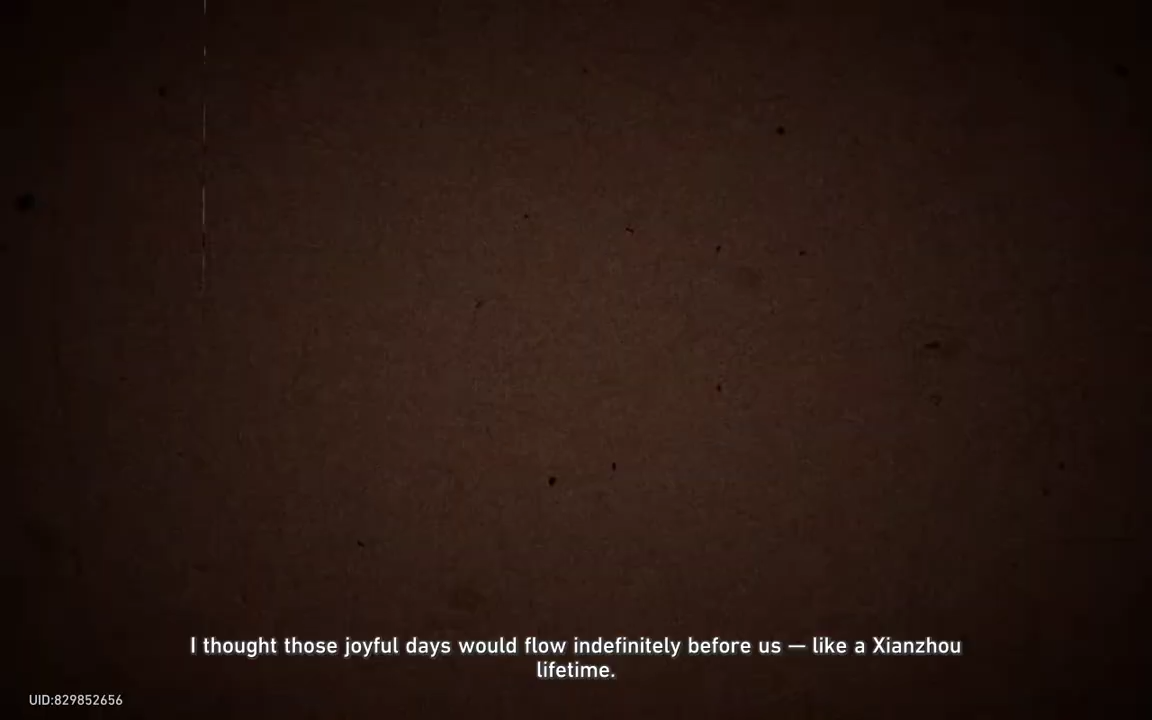 I thought those joyful days would flow indefinitely before us — like a Xianzhou
lifetime.
UID:829852656